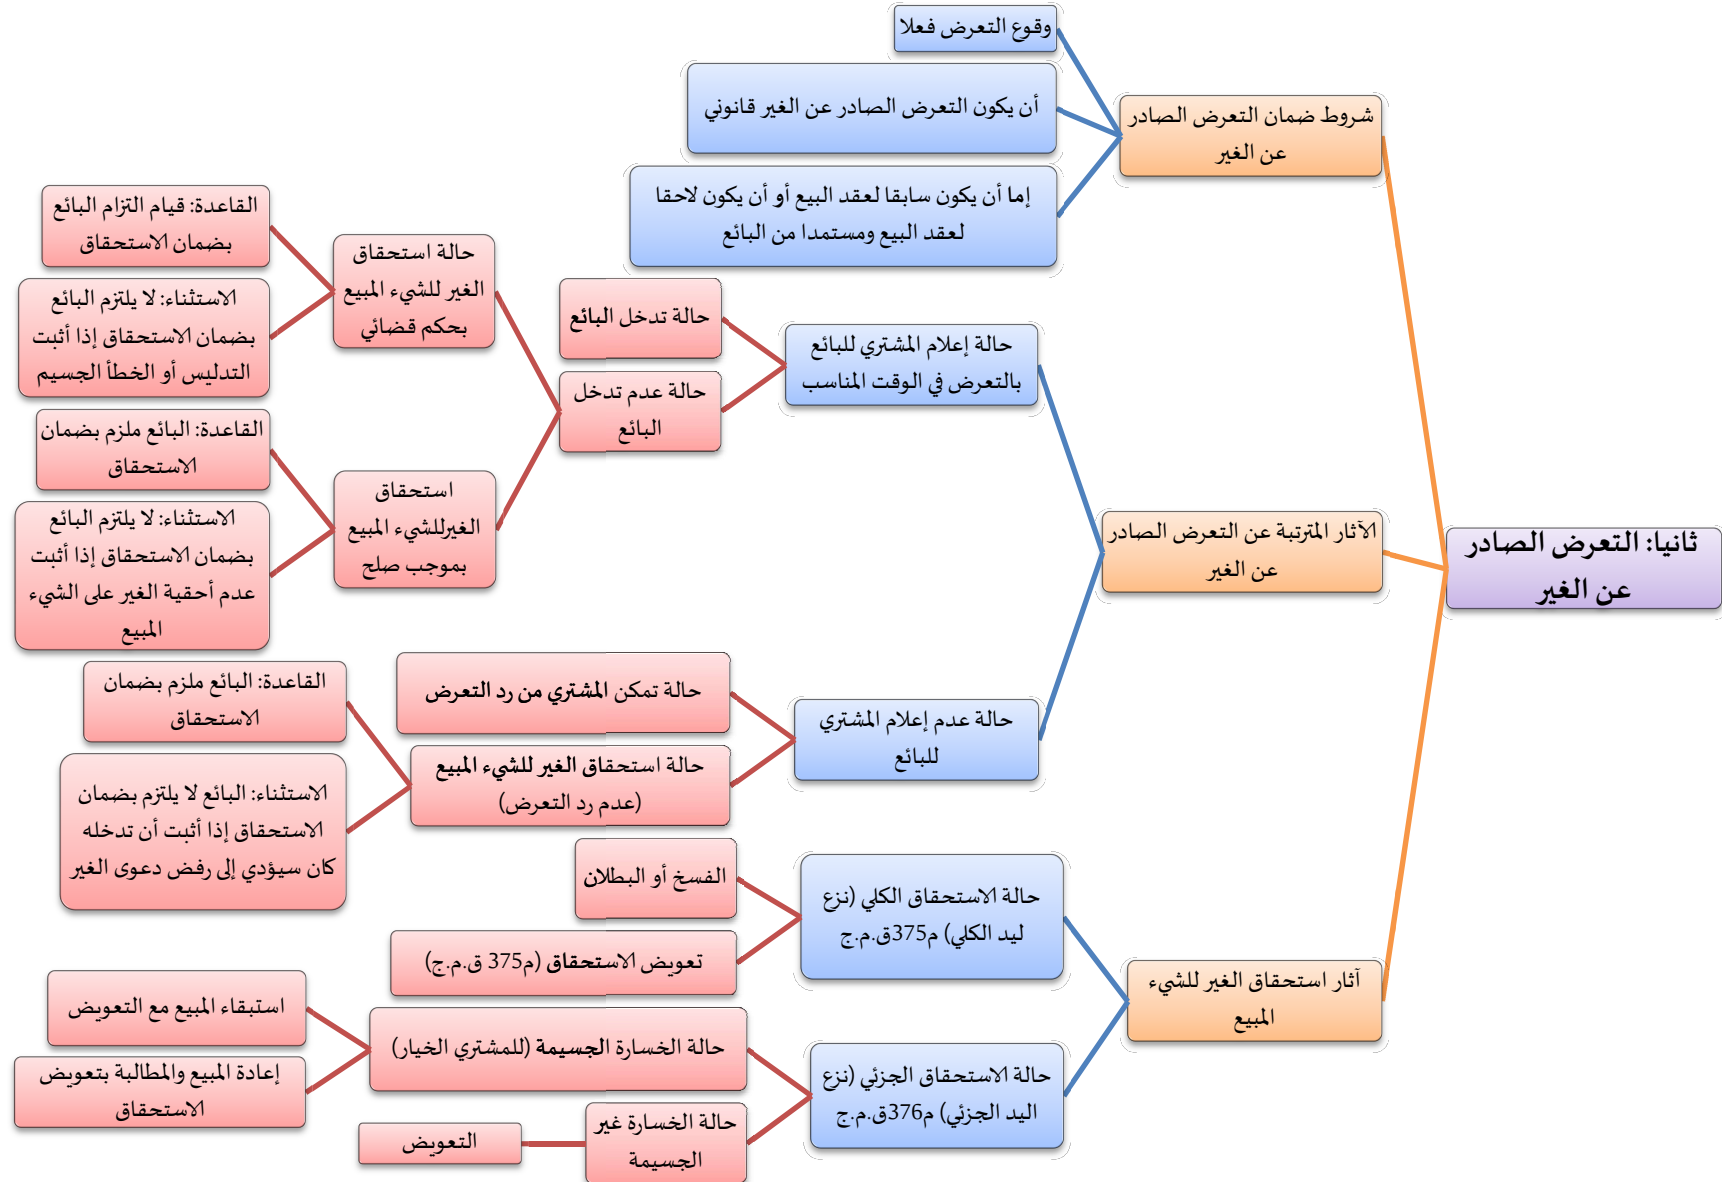 ثانيا: التعرض الصادر
عن الغير
شروط ضمان التعرض الصادر
عن الغير
وقوع التعرض فعلا
أن يكون التعرض الصادر عن الغير قانوني
إما أن يكون سابقا لعقد البيع أو أن يكون لاحقا
لعقد البيع ومستمدا من البائع
الآثار المترتبة عن التعرض الصادر
عن الغير
حالة إعلام المشتري للبائع
بالتعرض في الوقت المناسب
حالة تدخل البائع
حالة عدم تدخل
البائع
حالة استحقاق
الغير للشيء المبيع
بحكم قضائي
القاعدة: قيام التزام البائع
بضمان الاستحقاق
الاستثناء: لا يلتزم البائع
بضمان الاستحقاق إذا أثبت
التدليس أو الخطأ الجسيم
استحقاق
الغيرللشيء المبيع
بموجب صلح
القاعدة: البائع ملزم بضمان
الاستحقاق
الاستثناء: لا يلتزم البائع
بضمان الاستحقاق إذا أثبت
عدم أحقية الغير على الشيء
المبيع
حالة عدم إعلام المشتري
للبائع
حالة تمكن المشتري من رد التعرض
حالة استحقاق الغير للشيء المبيع
(عدم رد التعرض)
القاعدة: البائع ملزم بضمان
الاستحقاق
الاستثناء: البائع لا يلتزم بضمان
الاستحقاق إذا أثبت أن تدخله
كان سيؤدي إلى رفض دعوى الغير
آثار استحقاق الغير للشيء
المبيع
حالة الاستحقاق الكلي (نزع
ليد الكلي) م375ق.م.ج
الفسخ أو البطلان
تعويض الاستحقاق (م375 ق.م.ج)
حالة الاستحقاق الجزئي (نزع
اليد الجزئي) م376ق.م.ج
حالة الخسارة الجسيمة (للمشتري الخيار)
استبقاء المبيع مع التعويض
إعادة المبيع والمطالبة بتعويض
الاستحقاق
حالة الخسارة غير
الجسيمة
التعويض